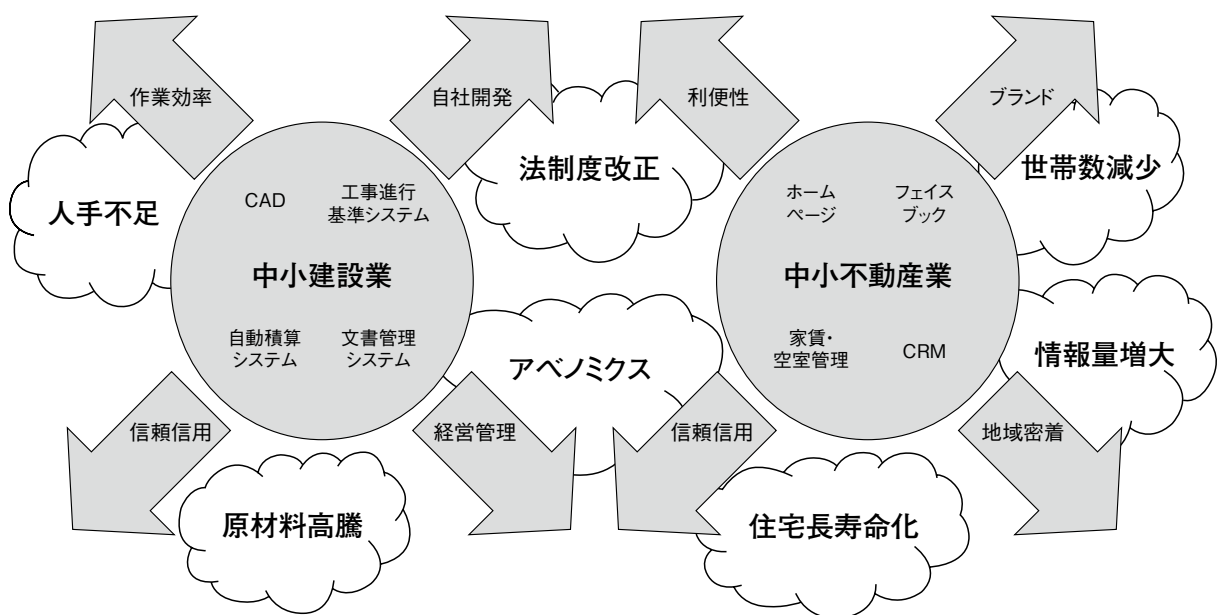 作業効率
自社開発
利便性
ブランド
人手不足
法制度改正
世帯数減少
CAD
工事進行
基準システム
中小建設業
自動積算
システム
文書管理
システム
ホーム
ページ
フェイス
ブック
中小不動産業
家賃・
空室管理
CRM
アベノミクス
情報量増大
信頼信用
経営管理
信頼信用
地域密着
原材料高騰
住宅長寿命化